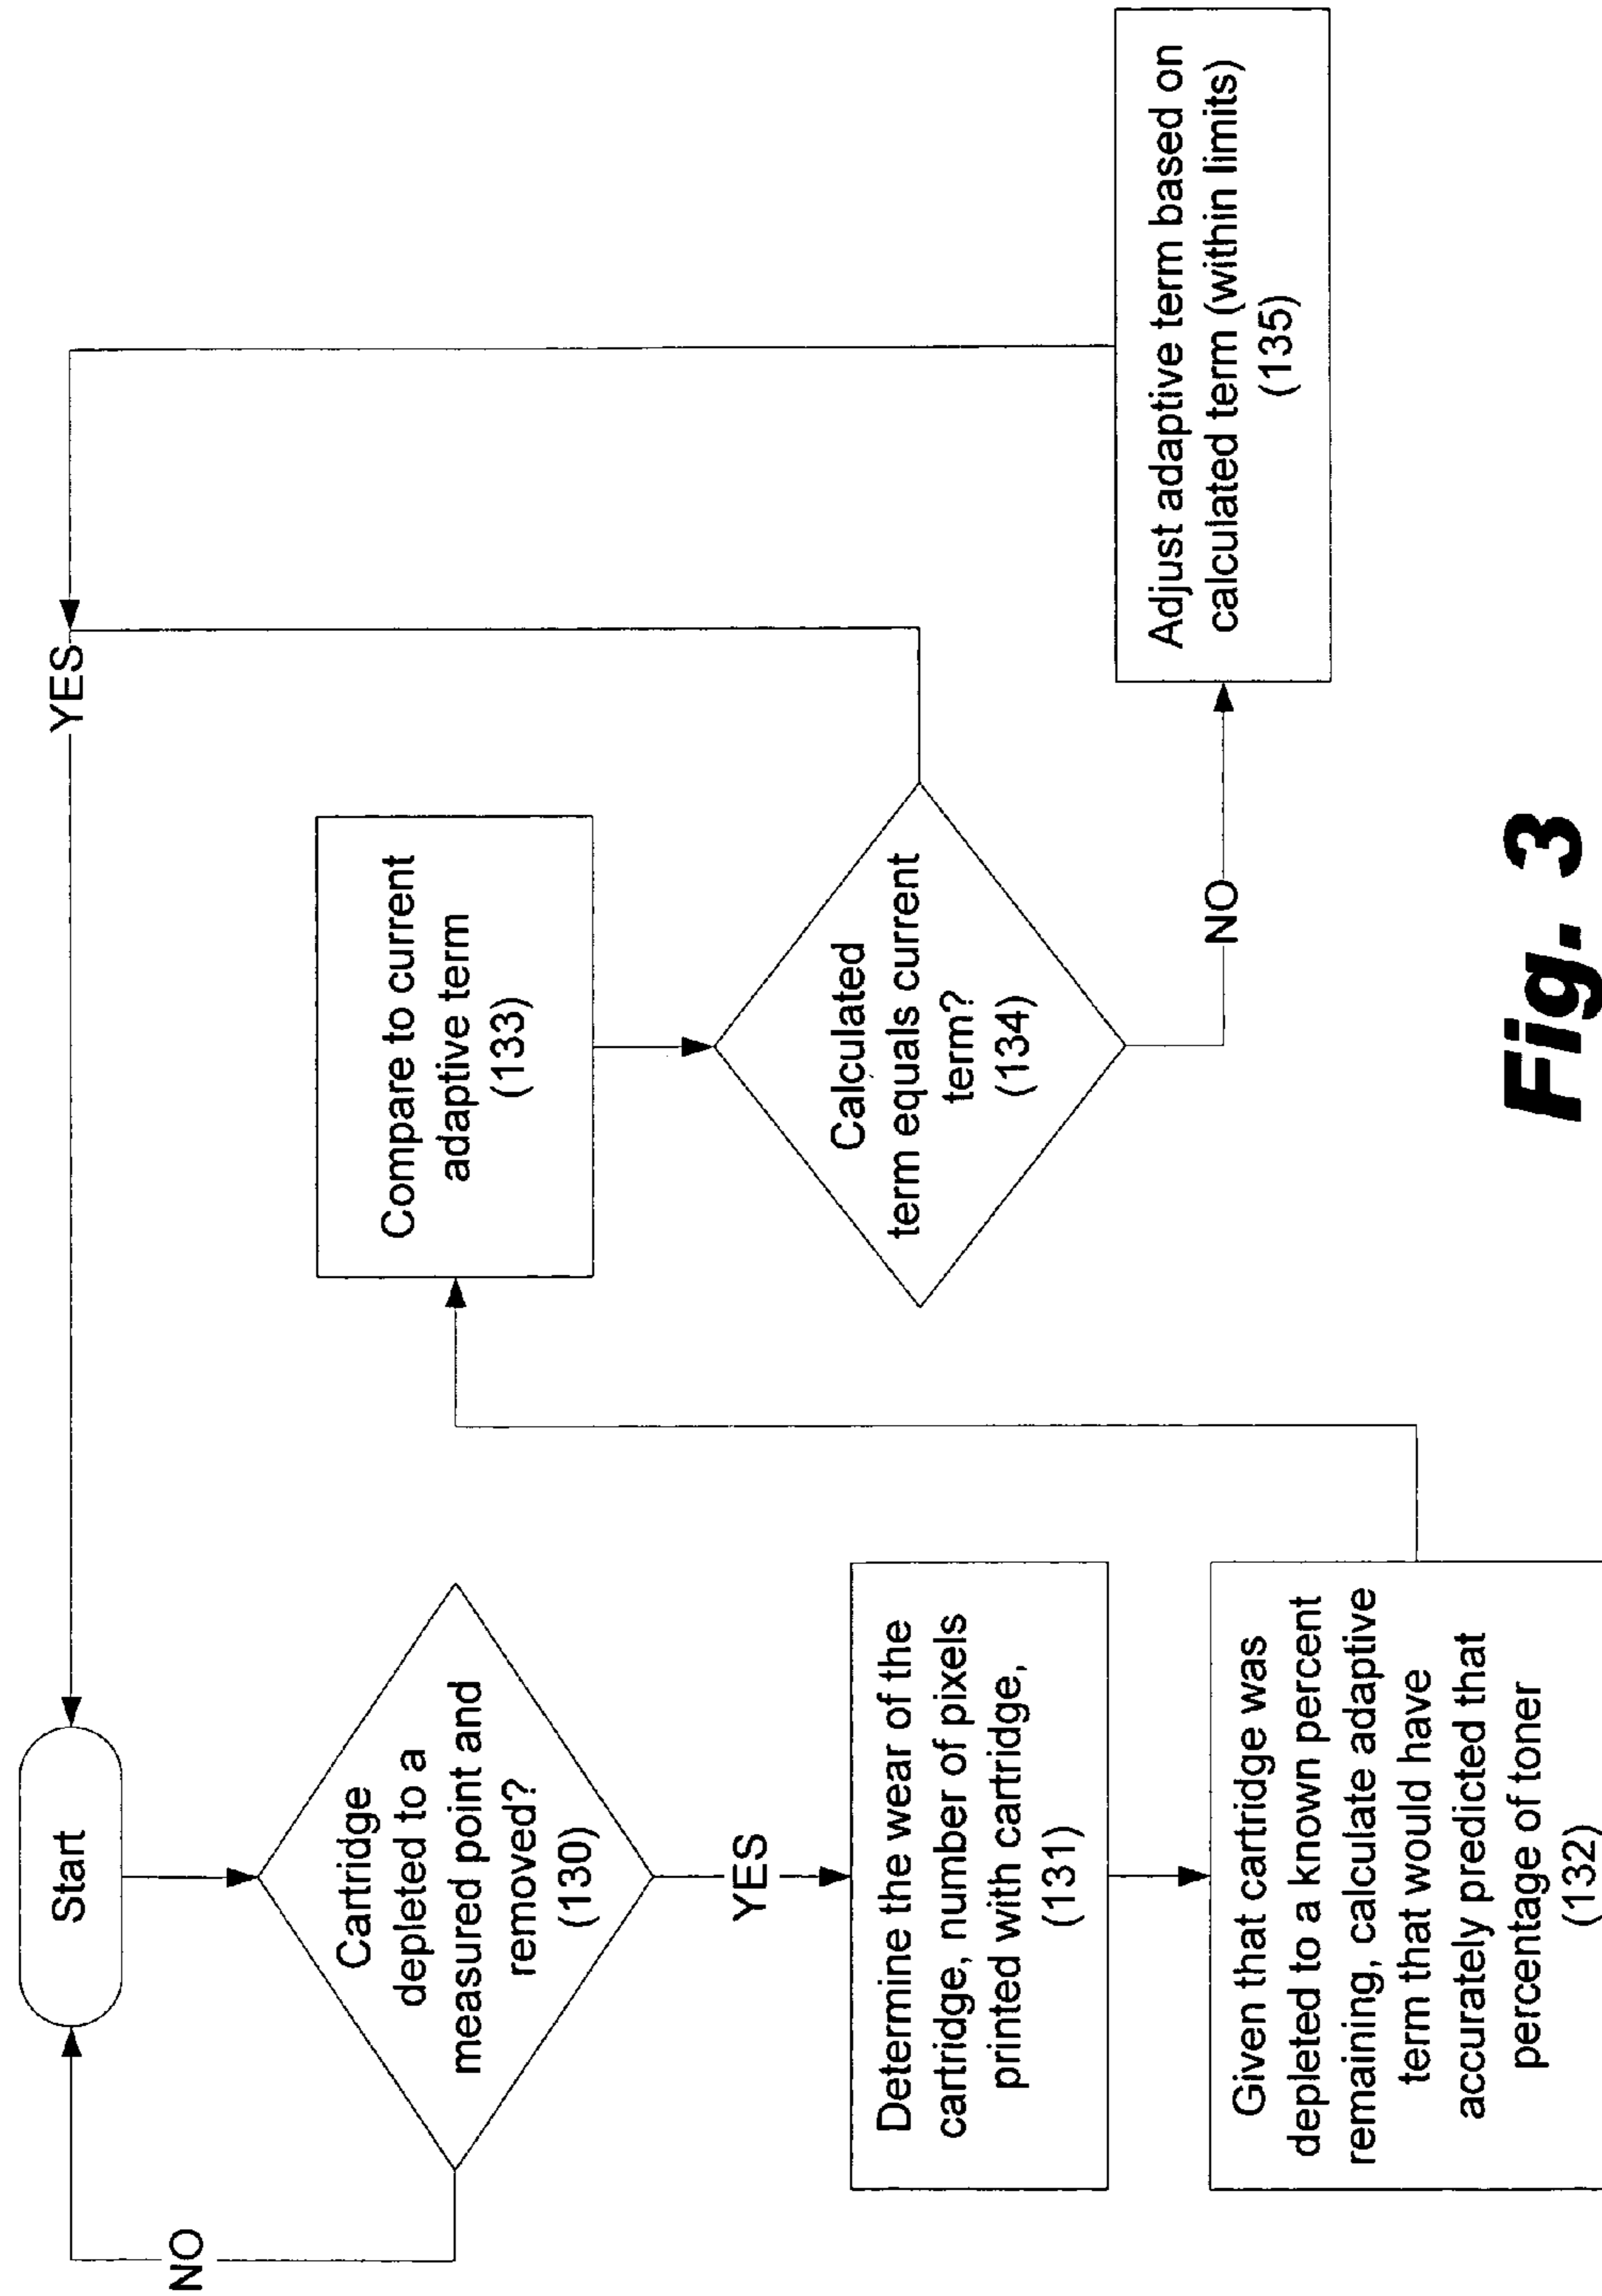 Start
NO
Cartridge
depleted to a
measured point and
removed?
(130)
YES
Determine the wear of the
cartridge, number of pixels
printed with cartridge,
(131)
Given that cartridge was
depleted to a known percent
remaining, calculate adaptive
term that would have
accurately predicted that
percentage of toner
(132)
Compare to current
adaptive term
(133)
Calculated
term equals current
term?
(134)
YES
NO
Adjust adaptive term based on
calculated term (within limits)
(135)
Fig. 3